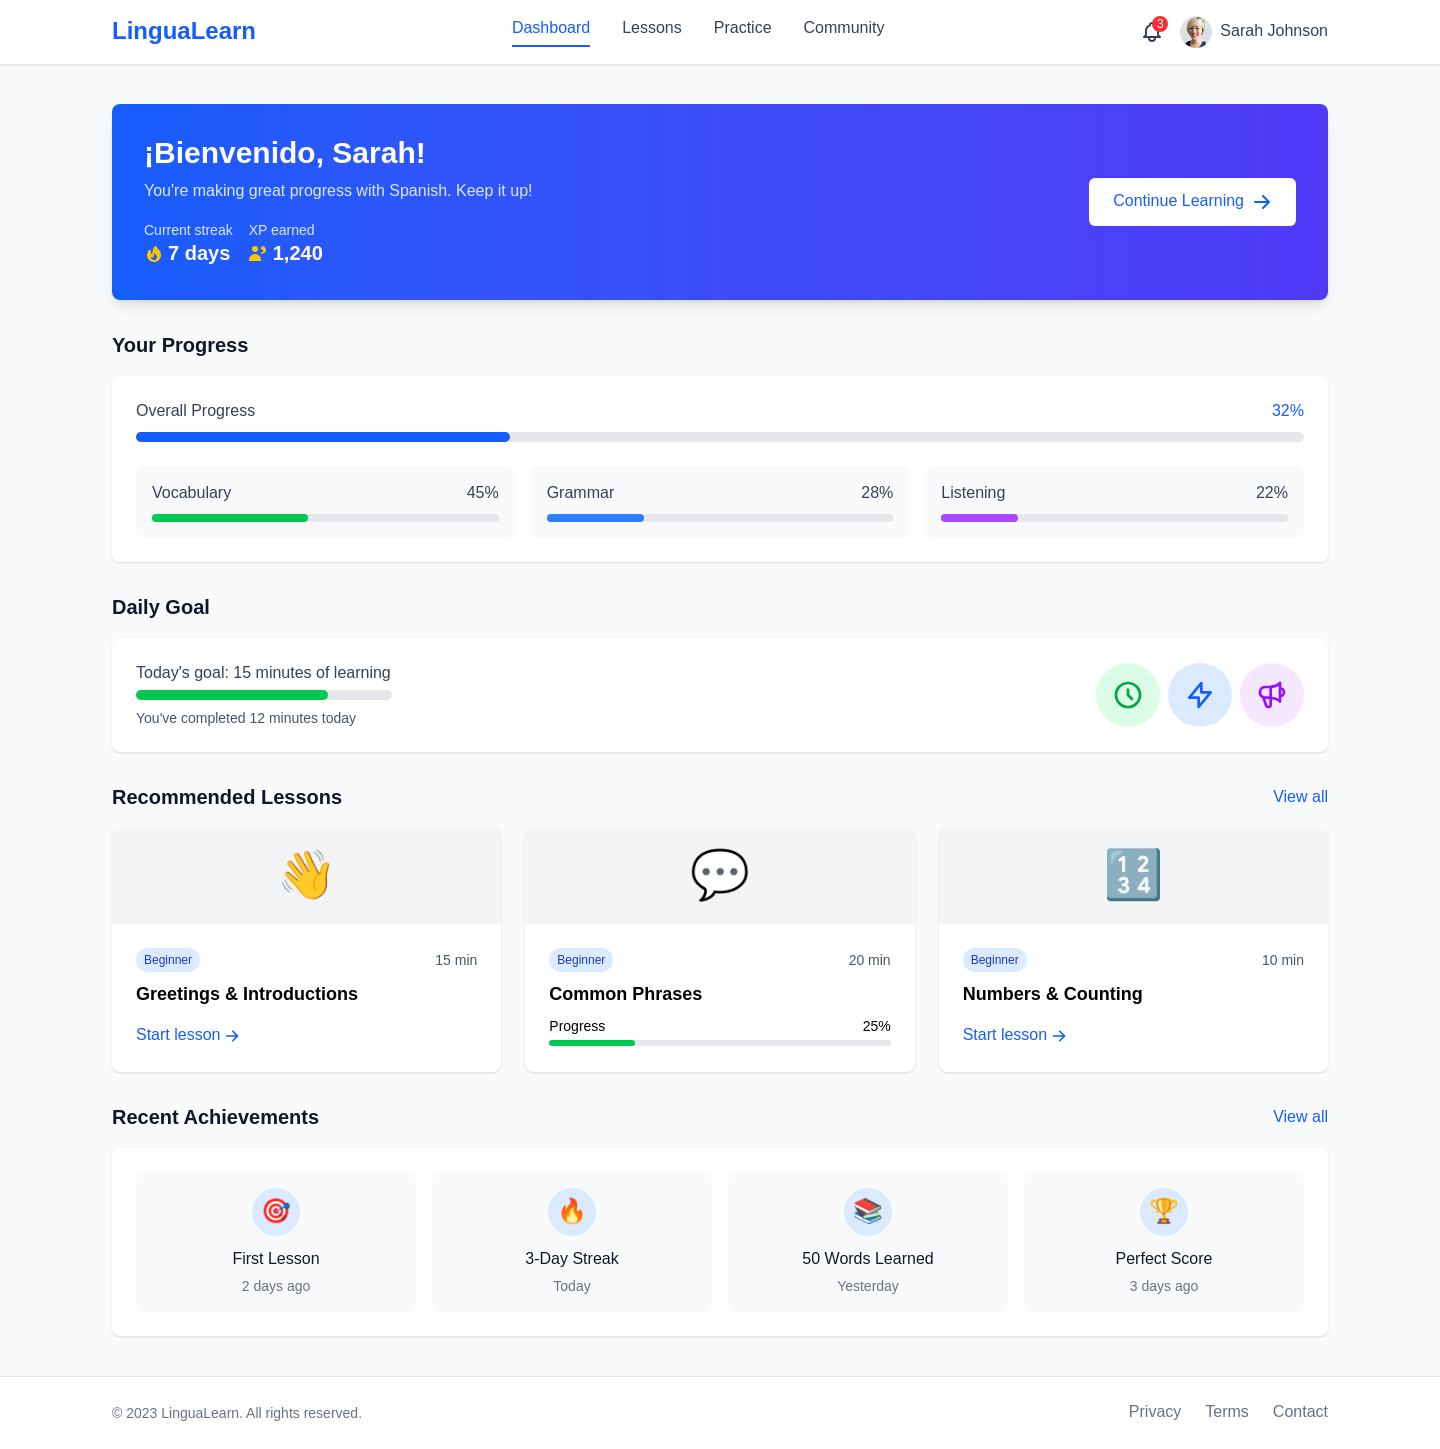 LinguaLearn
Dashboard Lessons Practice Community
3
Sarah Johnson
¡Bienvenido, Sarah!
You're making great progress with Spanish. Keep it up!
Current streak XP earned
7 days 1,240
Continue Learning
Your Progress
Overall Progress 32%
Vocabulary 45%
Grammar 28%
Listening 22%
Daily Goal
Today's goal: 15 minutes of learning
You've completed 12 minutes today
Recommended Lessons
View all
Beginner 15 min
Greetings & Introductions
Start lesson
Beginner 20 min
Common Phrases
Progress 25%
1 2
3 4
Beginner 10 min
Numbers & Counting
Start lesson
Recent Achievements
View all
First Lesson
2 days ago
3-Day Streak
Today
50 Words Learned
Yesterday
Perfect Score
3 days ago
© 2023 LinguaLearn. All rights reserved.
Privacy Terms Contact